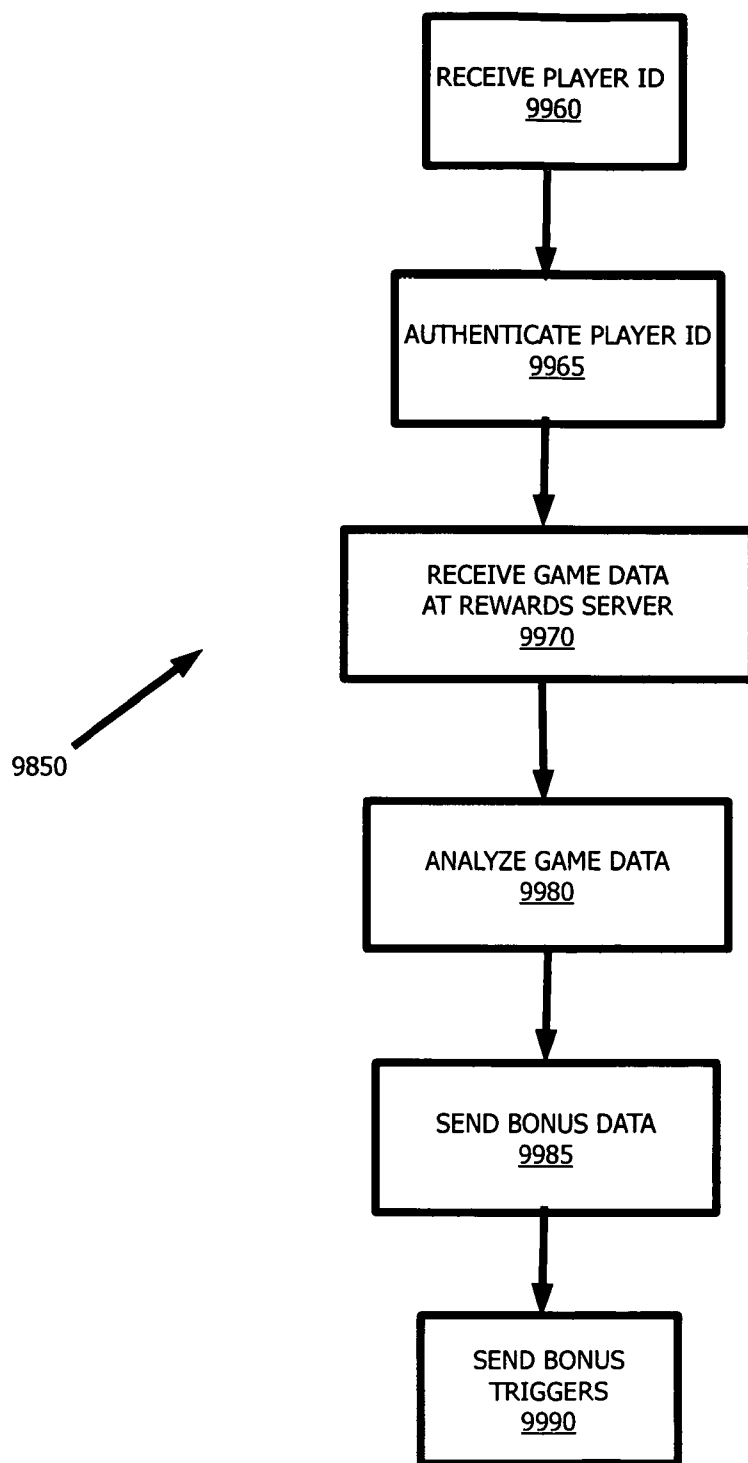 RECEIVE PLAYER ID
9960
AUTHENTICATE PLAYER ID
9965
RECEIVE GAME DATA
AT REWARDS SERVER
9970
9850
ANALYZE GAME DATA
9980
SEND BONUS DATA
9985
SEND BONUS
TRIGGERS
9990